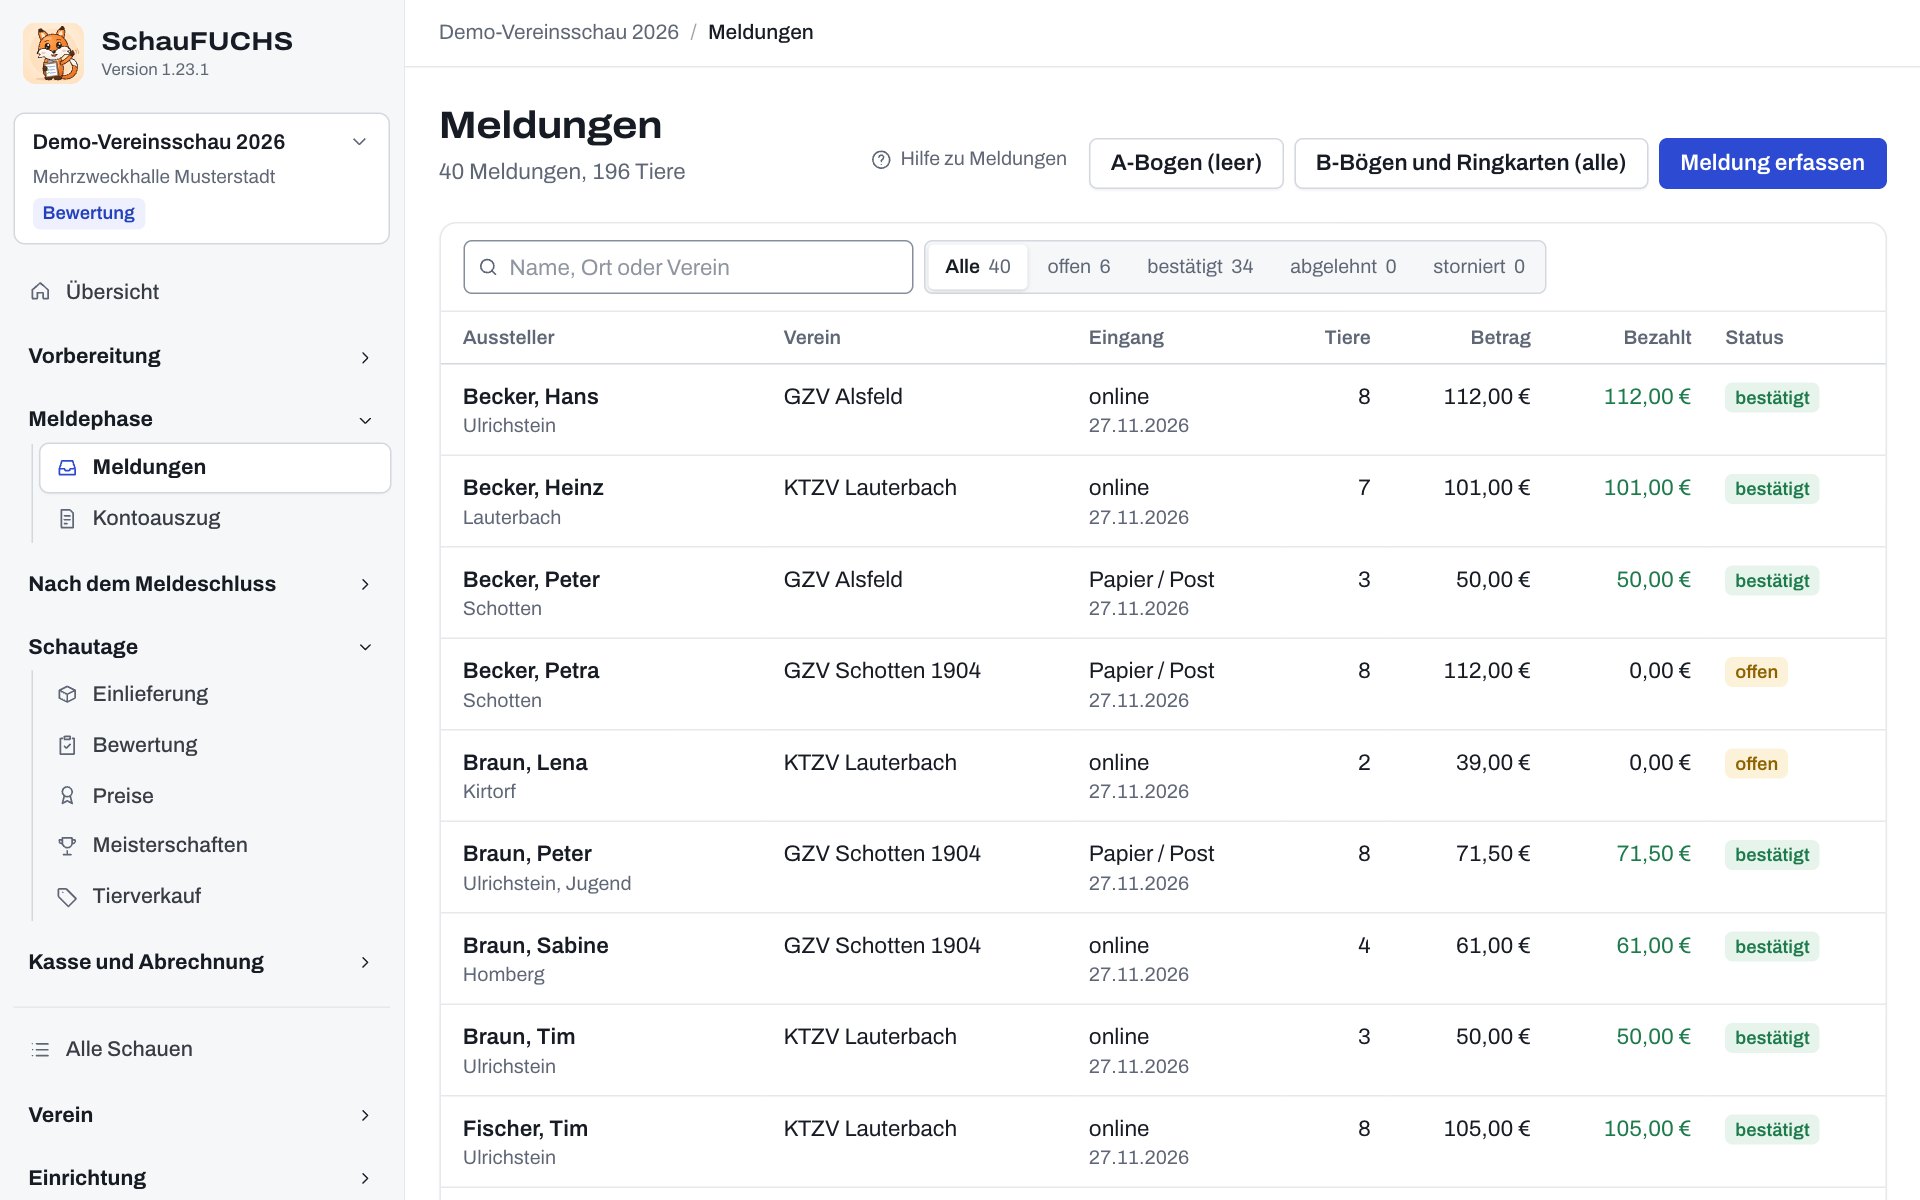 SchauFUCHS
Version 1.23.1
Demo-Vereinsschau 2026
Mehrzweckhalle Musterstadt
Bewertung
Übersicht
Vorbereitung
Meldephase
Meldungen
Kontoauszug
Nach dem Meldeschluss
Schautage
Einlieferung
Bewertung
Preise
Meisterschaften
Tierverkauf
Kasse und Abrechnung
Alle Schauen
Verein
Einrichtung
Demo-Vereinsschau 2026 / Meldungen
Meldungen
40 Meldungen, 196 Tiere
Hilfe zu Meldungen
A-Bogen (leer)
B-Bögen und Ringkarten (alle)
Meldung erfassen
Name, Ort oder Verein
Alle 40 offen 6 bestätigt 34 abgelehnt 0 storniert 0
Aussteller Verein Eingang Tiere Betrag Bezahlt Status
Becker, Hans GZV Alsfeld online 8 112,00 € 112,00 € bestätigt
Ulrichstein 27.11.2026
Becker, Heinz KTZV Lauterbach online 7 101,00 € 101,00 € bestätigt
Lauterbach 27.11.2026
Becker, Peter GZV Alsfeld Papier / Post 3 50,00 € 50,00 € bestätigt
Schotten 27.11.2026
Becker, Petra GZV Schotten 1904 Papier / Post 8 112,00 € 0,00 € offen
Schotten 27.11.2026
Braun, Lena KTZV Lauterbach online 2 39,00 € 0,00 € offen
Kirtorf 27.11.2026
Braun, Peter GZV Schotten 1904 Papier / Post 8 71,50 € 71,50 € bestätigt
Ulrichstein, Jugend 27.11.2026
Braun, Sabine GZV Schotten 1904 online 4 61,00 € 61,00 € bestätigt
Homberg 27.11.2026
Braun, Tim KTZV Lauterbach online 3 50,00 € 50,00 € bestätigt
Ulrichstein 27.11.2026
Fischer, Tim KTZV Lauterbach online 8 105,00 € 105,00 € bestätigt
Ulrichstein 27.11.2026